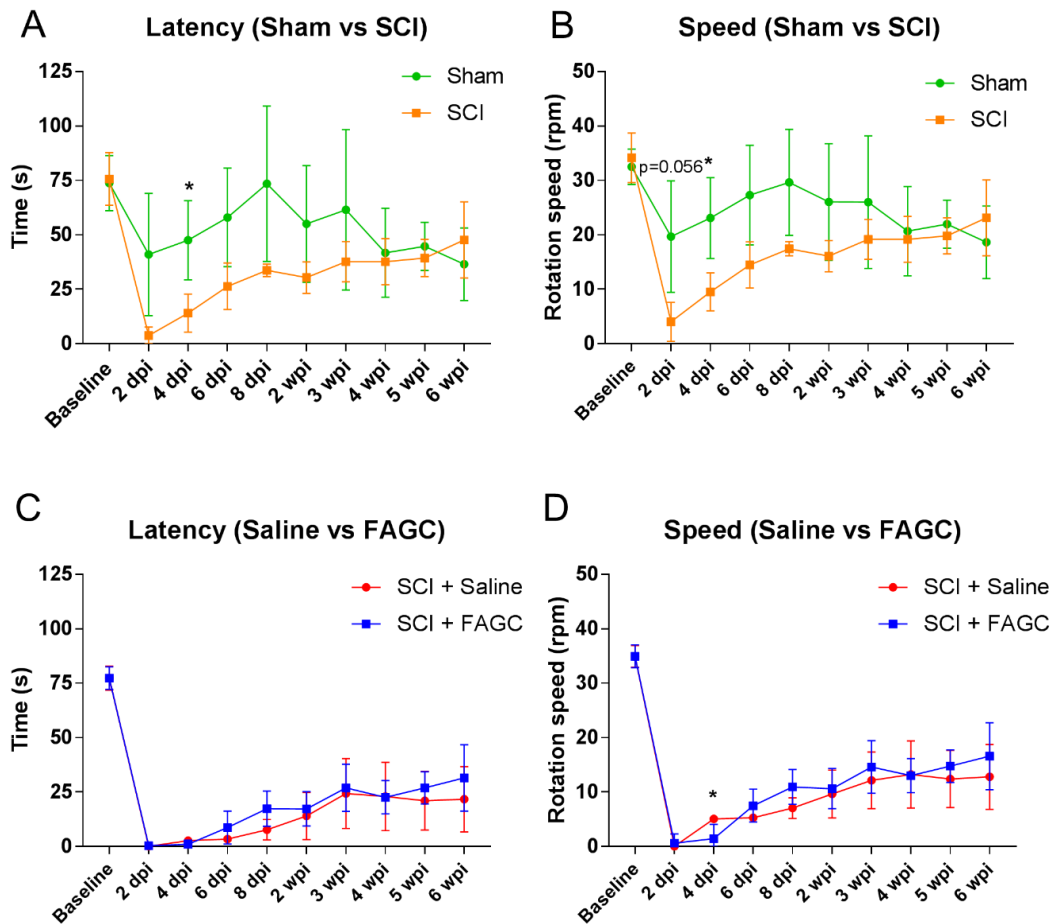 A
Latency (Sham vs SCI)
125
100
75
50
25
0
Time (s)
Sham
SCI
*
Baseline
2 dpi
4 dpi
6 dpi
8 dpi
2 wpi
3 wpi
4 wpi
5 wpi
6 wpi
B
Speed (Sham vs SCI)
50
40
30
20
10
0
Rotation speed (rpm)
Sham
SCI
p=0.056
*
Baseline
2 dpi
4 dpi
6 dpi
8 dpi
2 wpi
3 wpi
4 wpi
5 wpi
6 wpi
C
Latency (Saline vs FAGC)
125
100
75
50
25
0
Time (s)
SCI + Saline
SCI + FAGC
Baseline
2 dpi
4 dpi
6 dpi
8 dpi
2 wpi
3 wpi
4 wpi
5 wpi
6 wpi
D
Speed (Saline vs FAGC)
50
40
30
20
10
0
Rotation speed (rpm)
SCI + Saline
SCI + FAGC
*
Baseline
2 dpi
4 dpi
6 dpi
8 dpi
2 wpi
3 wpi
4 wpi
5 wpi
6 wpi